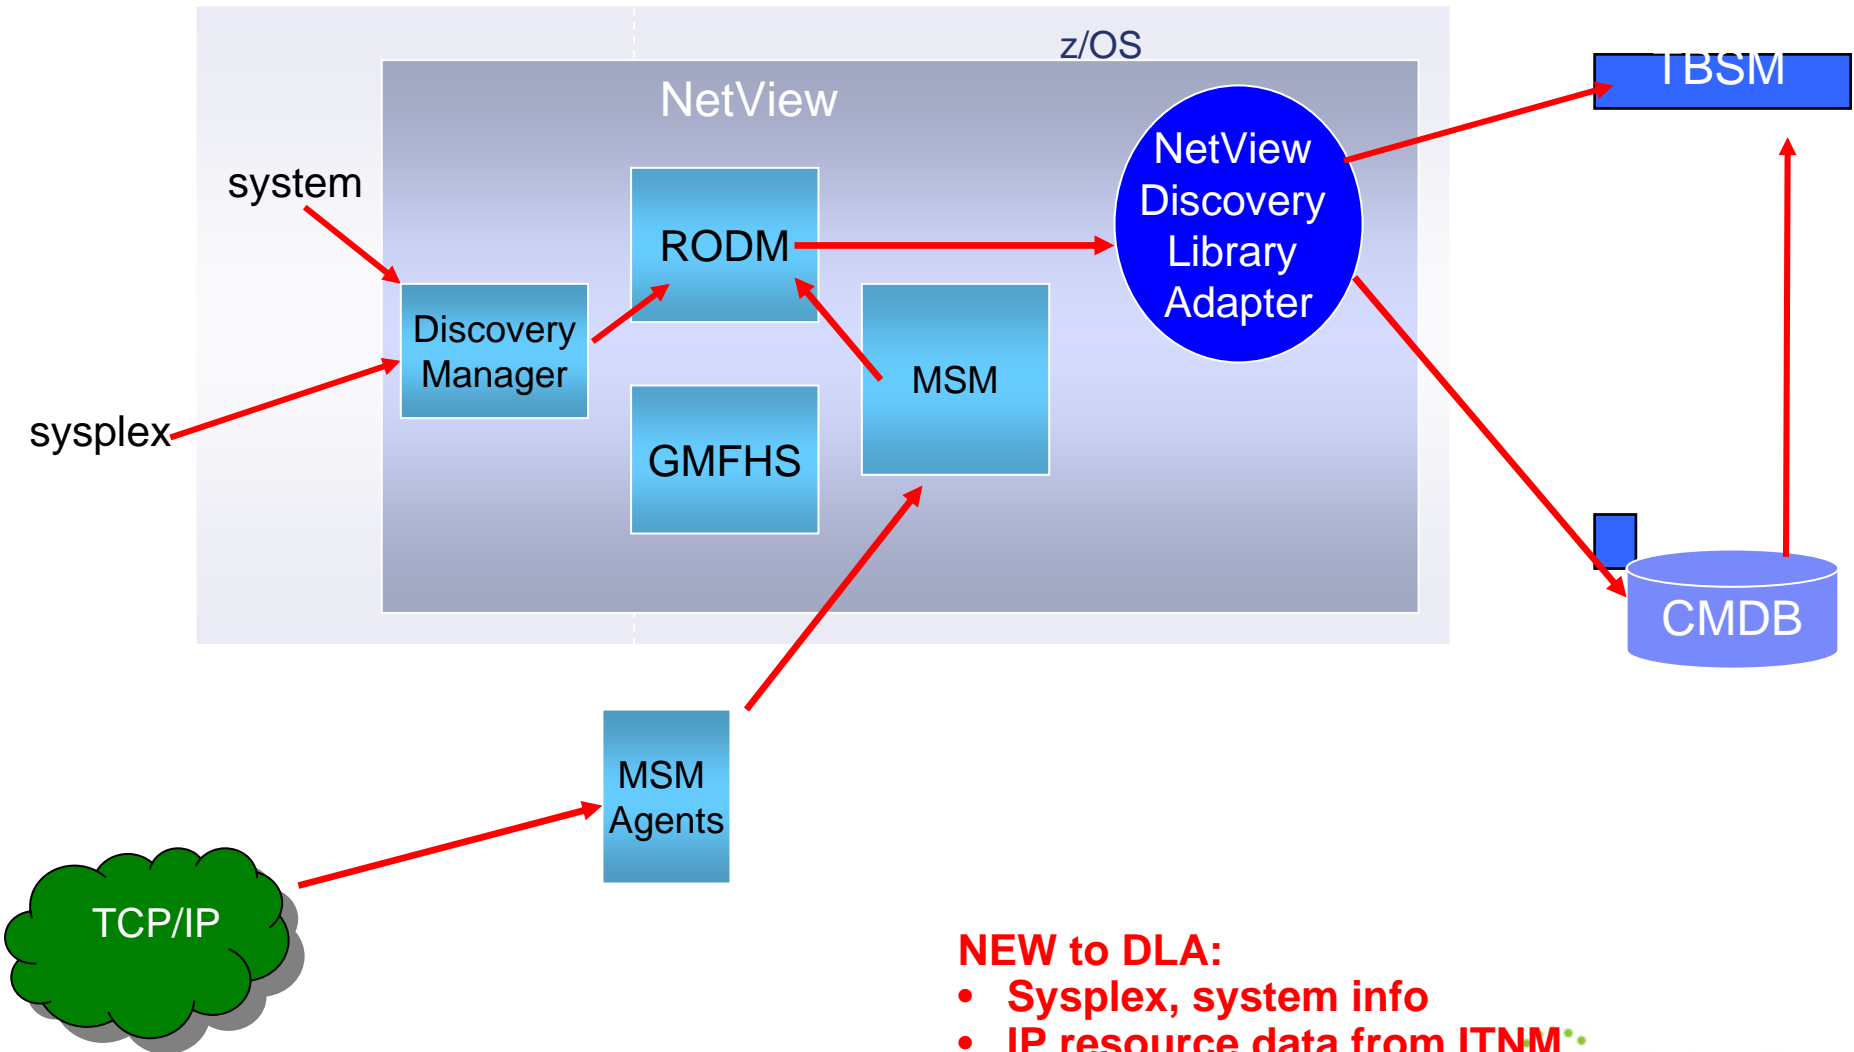 z/OS
NetView
TBSM
system
NetView
Discovery
Library
Adapter
RODM
Discovery
Manager
MSM
sysplex
GMFHS
CMDB
MSM
Agents
TCP/IP
NEW to DLA:
• Sysplex, system info
• IP resource data from ITNM